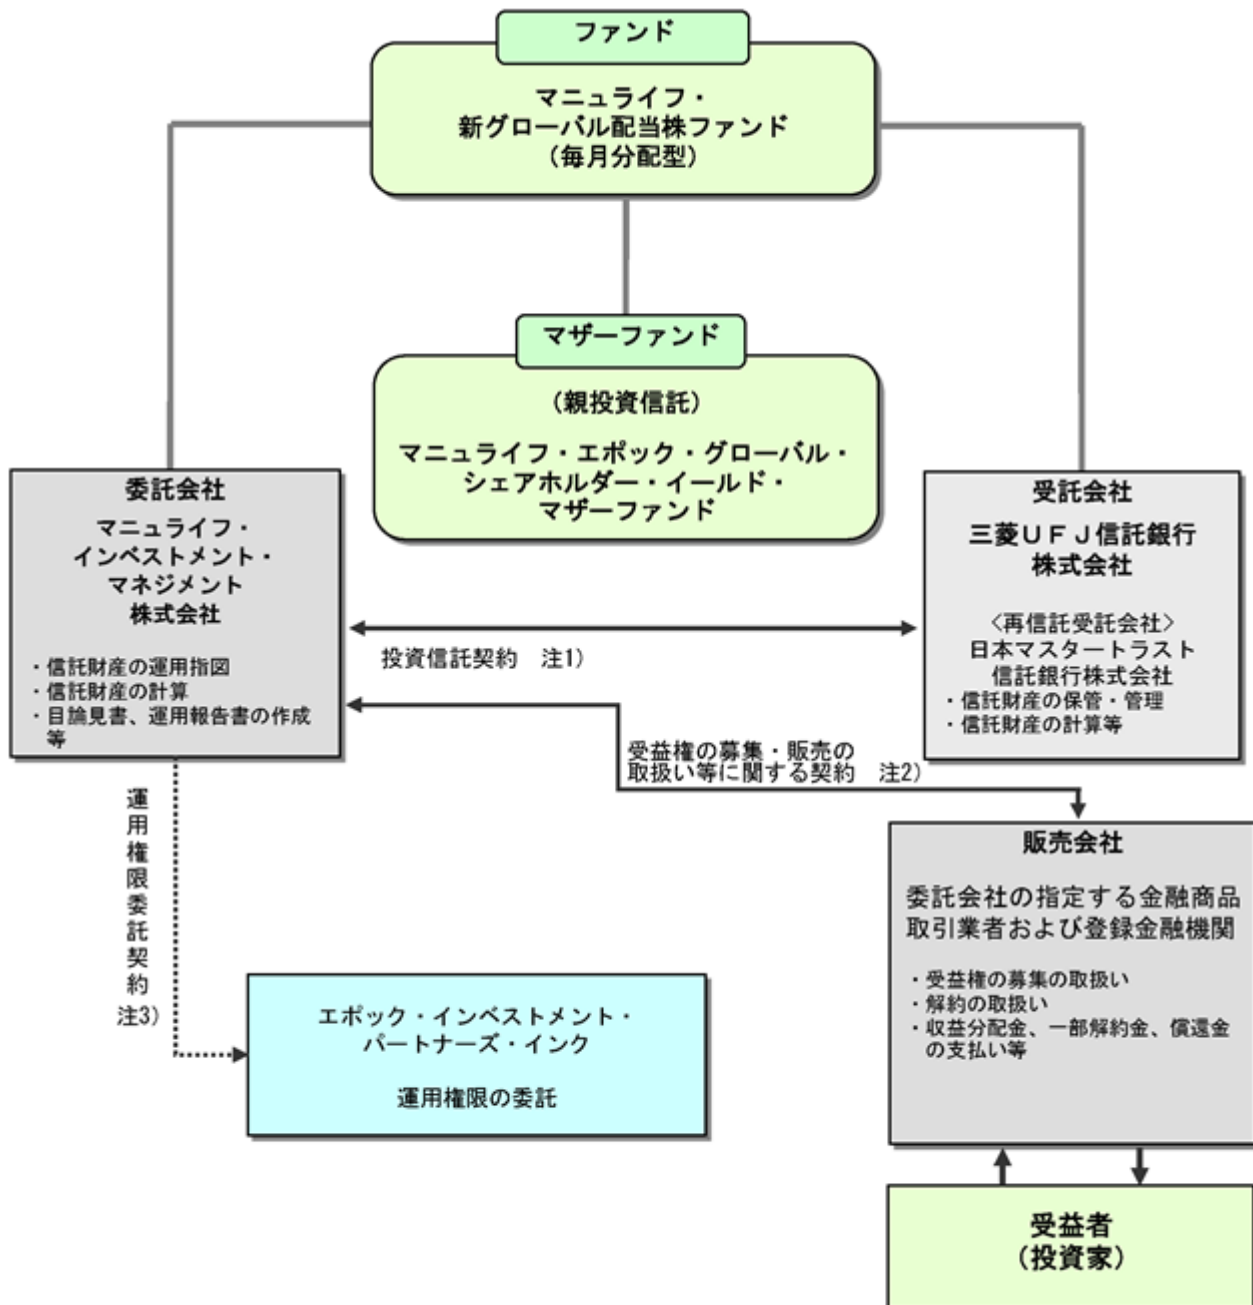 ファンド
マニュライフ・
新グローバル配当株ファンド
（毎月分配型）
マザーファンド
（親投資信託）
マニュライフ・エポック・グローバル・
シェアホルダー・イールド・
マザーファンド
委託会社
マニュライフ・
インベストメント・
マネジメント
株式会社
・信託財産の運用指図
・信託財産の計算
・目論見書、運用報告書の作成
等
受託会社
三菱ＵＦＪ信託銀行
株式会社
〈再信託受託会社〉
日本マスタートラスト
信託銀行株式会社
・信託財産の保管・管理
・信託財産の計算等
投資信託契約　注1）
受益権の募集・販売の
取扱い等に関する契約　注2）
運用権限委託契約
注3）
エポック・インベストメント・
パートナーズ・インク
運用権限の委託
販売会社
委託会社の指定する金融商品
取引業者および登録金融機関
・受益権の募集の取扱い
・解約の取扱い
・収益分配金、一部解約金、償還金
の支払い等
受益者
（投資家）